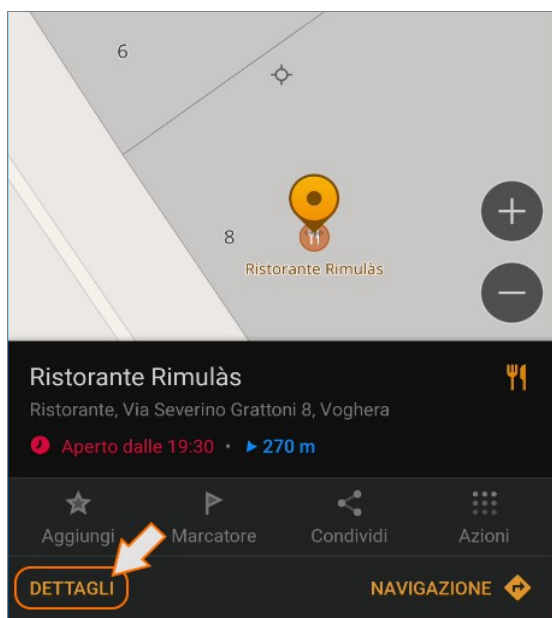 6
8
Ristorante Rimulàs
Ristorante Rimulàs
Ristorante, Via Severino Grattoni 8, Voghera
Aperto dalle 19:30 • 270 m
Aggiungi Marcatore Condividi Azioni
DETTAGLI NAVIGAZIONE